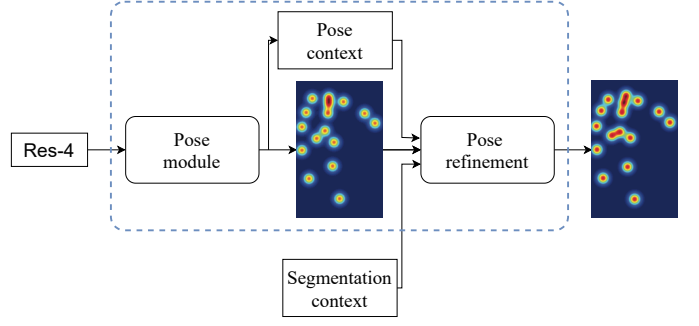 Pose
context
Res-4
Pose
module
Pose
refinement
Segmentation
context